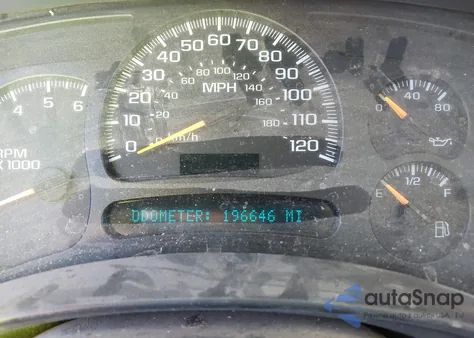 0 10 20 30 40 50 60 70 80 90 100 110 120
20 40 60 80 100 120 140 160 180
MPH
km/h
4 5 6
RPM
X 1000
0 40 80
E 1/2 F
ODOMETER: 196646 MI
autoSnap